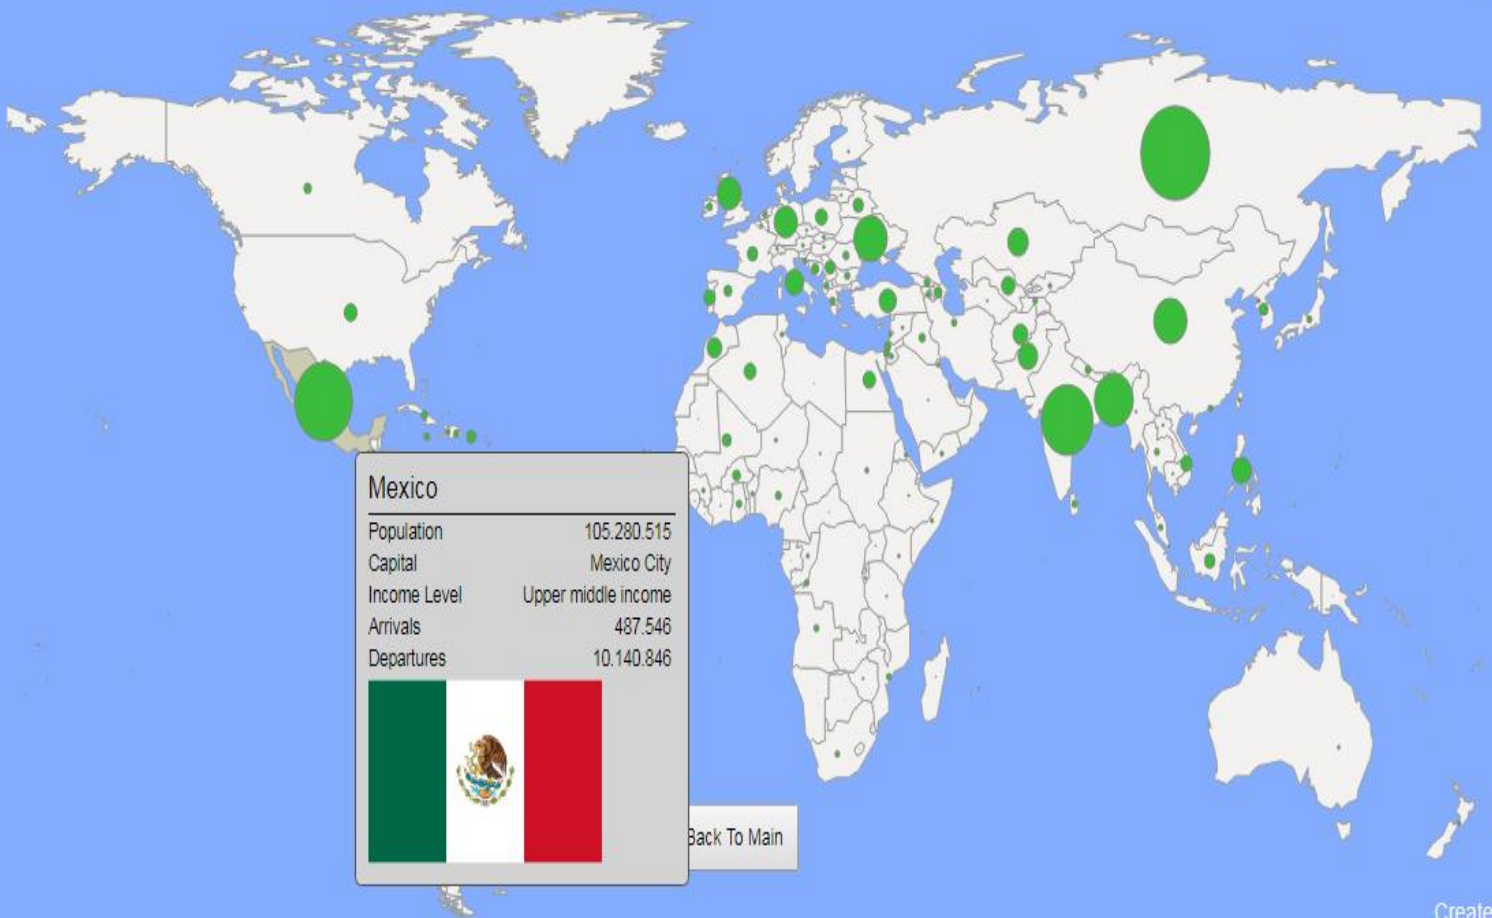 Mexico
Population 105.280.515
Capital Mexico City
Income Level Upper middle income
Arrivals 487.546
Departures 10.140.846
Back To Main
Create